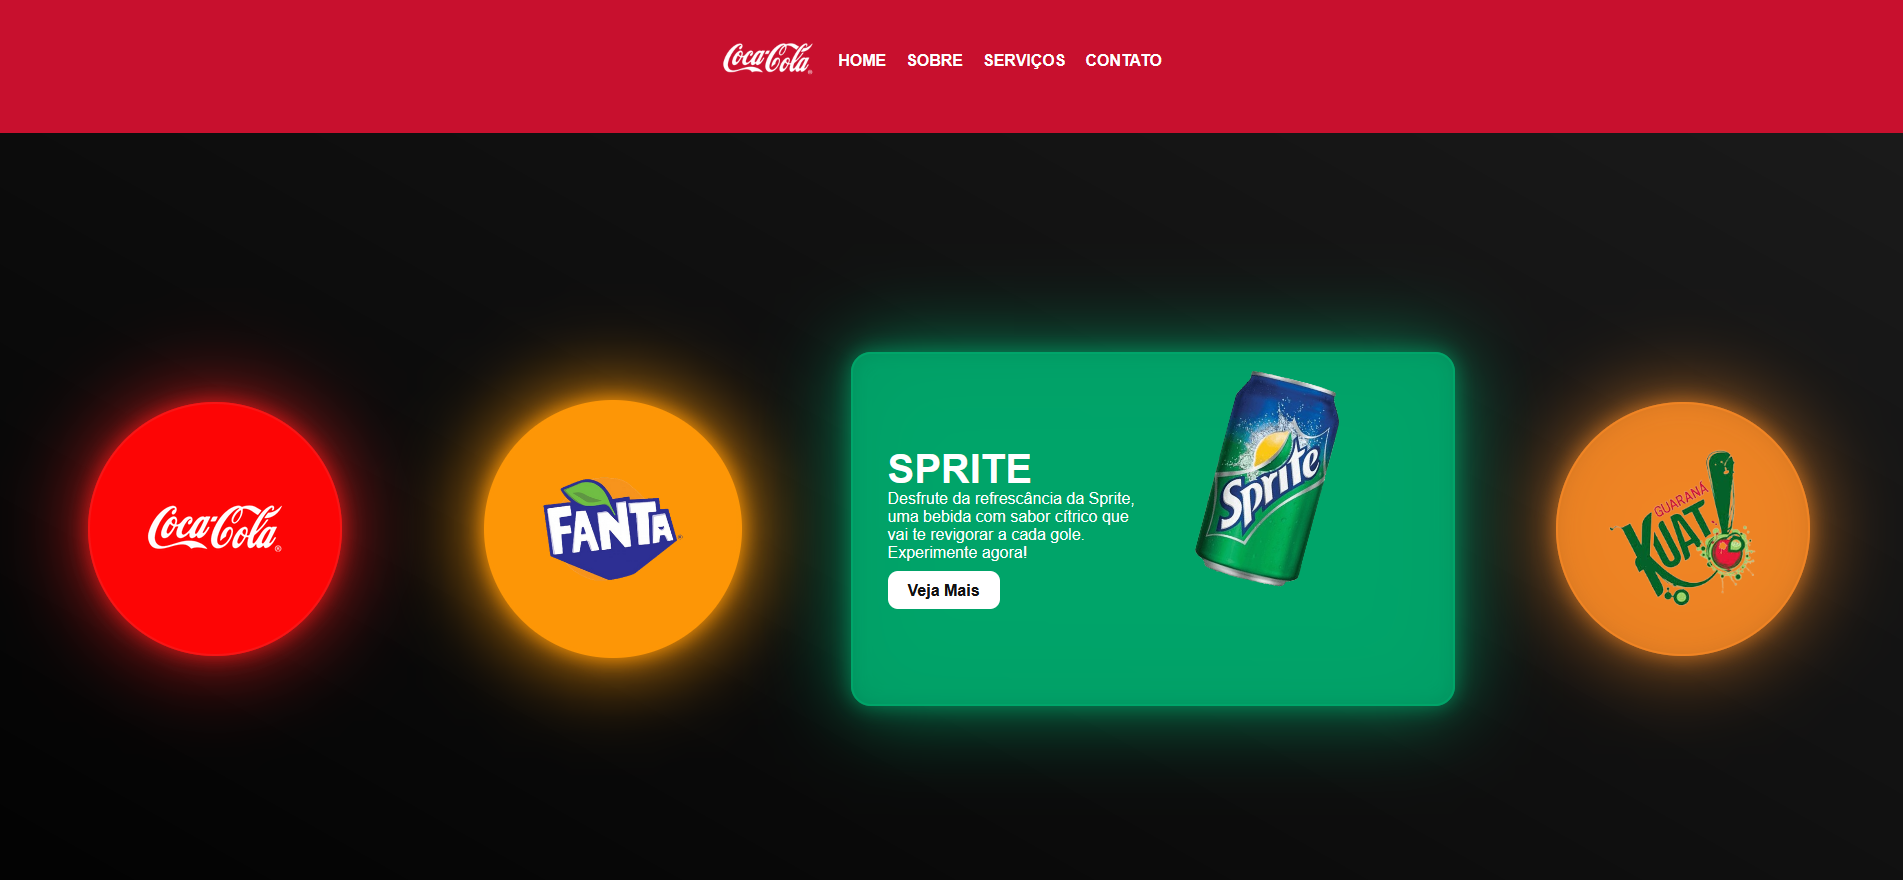 Coca-Cola®
HOME SOBRE SERVIÇOS CONTATO
Coca-Cola®
FANTA
SPRITE
Desfrute da refrescância da Sprite,
uma bebida com sabor cítrico que
vai te revigorar a cada gole.
Experimente agora!
Veja Mais
Sprite
GUARANÁ
KUAT!